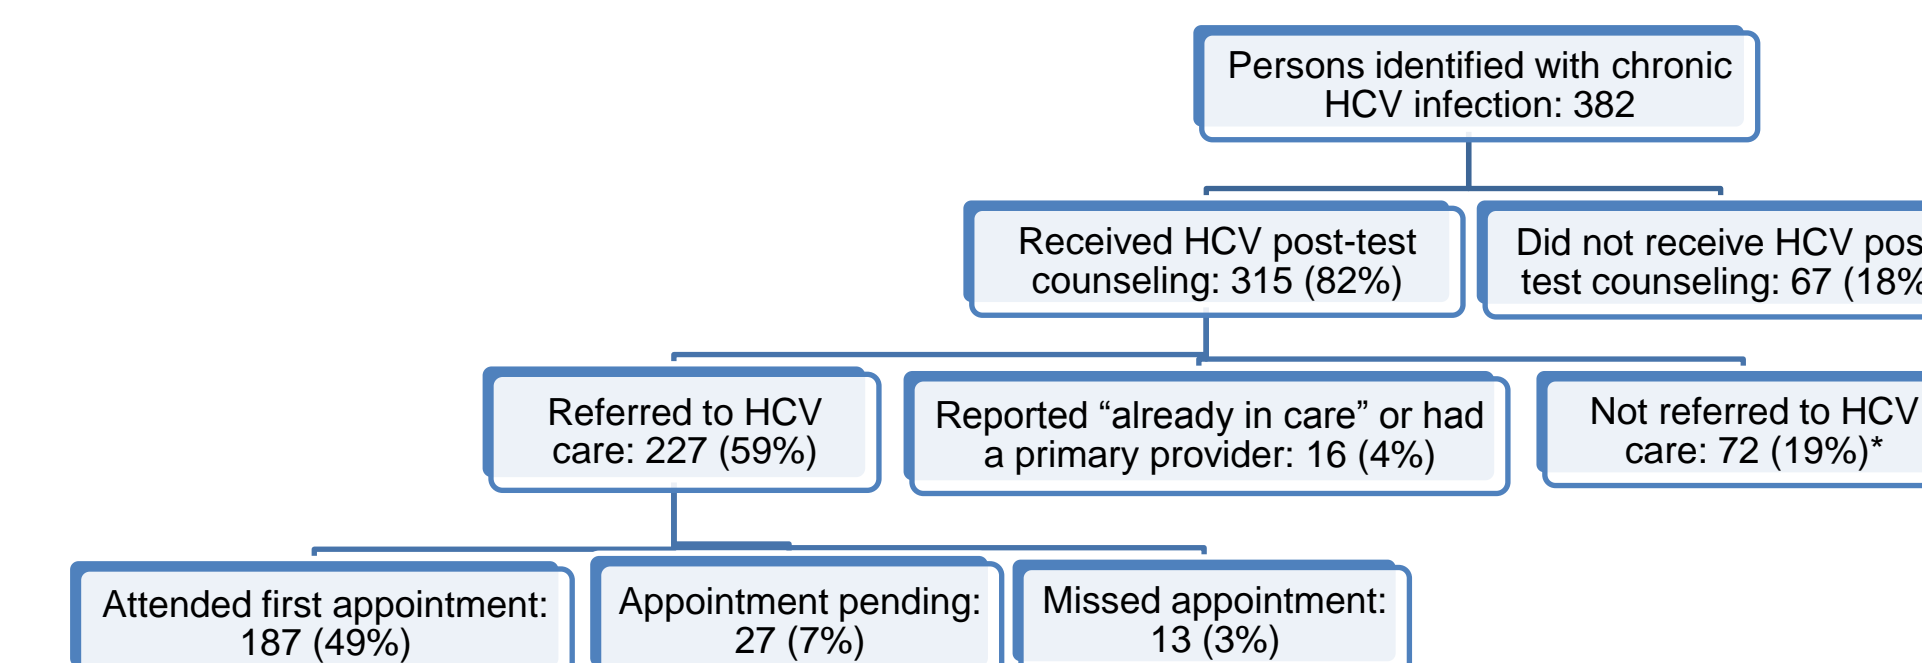 Persons identified with chronic
HCV infection: 382
Received HCV post-test
counseling: 315 (82%)
Did not receive HCV pos
test counseling: 67 (18%
Referred to HCV
care: 227 (59%)
Reported “already in care” or had
a primary provider: 16 (4%)
Not referred to HCV
care: 72 (19%)*
Attended first appointment:
187 (49%)
Appointment pending:
27 (7%)
Missed appointment:
13 (3%)